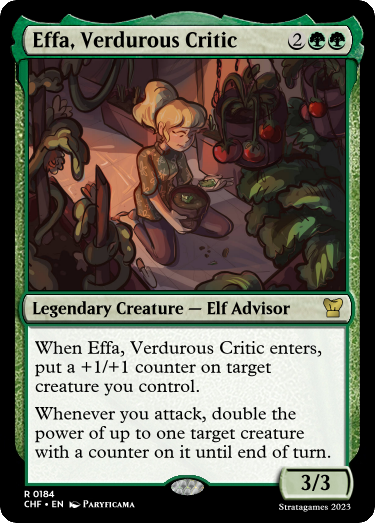 Effa, Verdurous Critic 2
Legendary Creature — Elf Advisor
When Effa, Verdurous Critic enters,
put a +1/+1 counter on target
creature you control.
Whenever you attack, double the
power of up to one target creature
with a counter on it until end of turn.
3/3
R 0184
CHF • EN Paryficama
Stratagames 2023